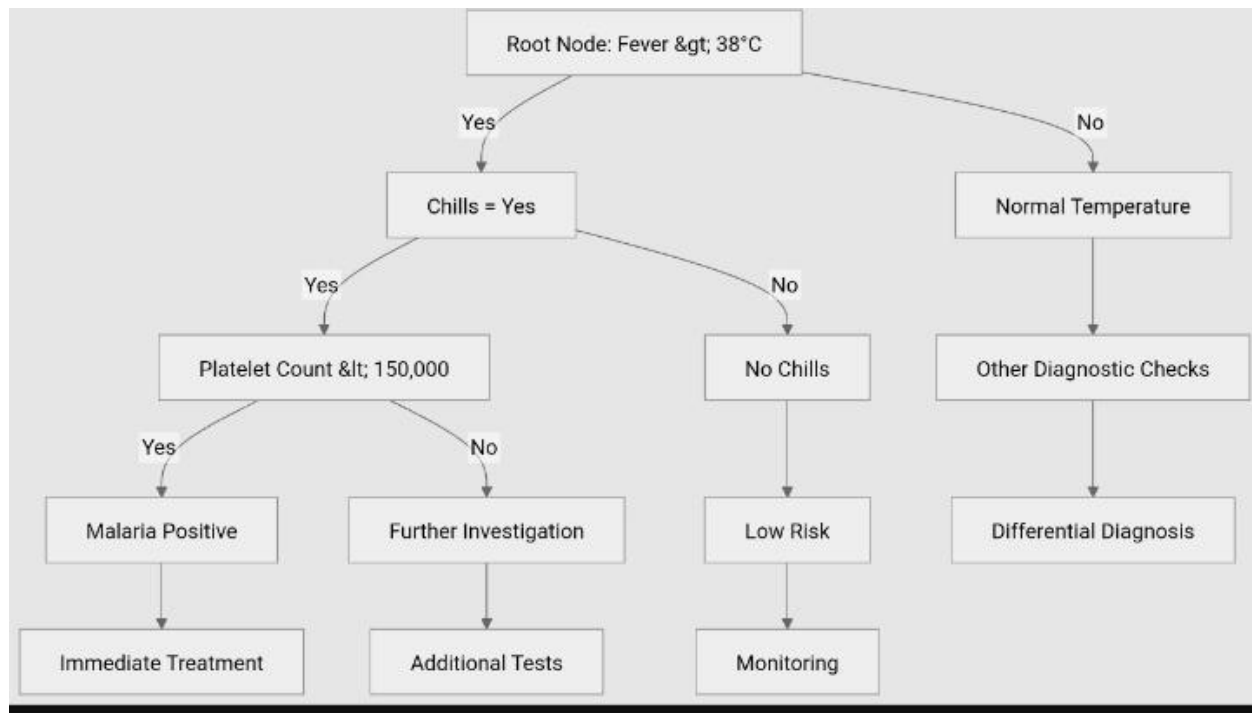 Root Node: Fever &gt; 38°C
Yes
No
Chills = Yes
Normal Temperature
Yes
No
Platelet Count &lt; 150,000
No Chills
Other Diagnostic Checks
Yes
No
Malaria Positive
Further Investigation
Low Risk
Differential Diagnosis
Immediate Treatment
Additional Tests
Monitoring